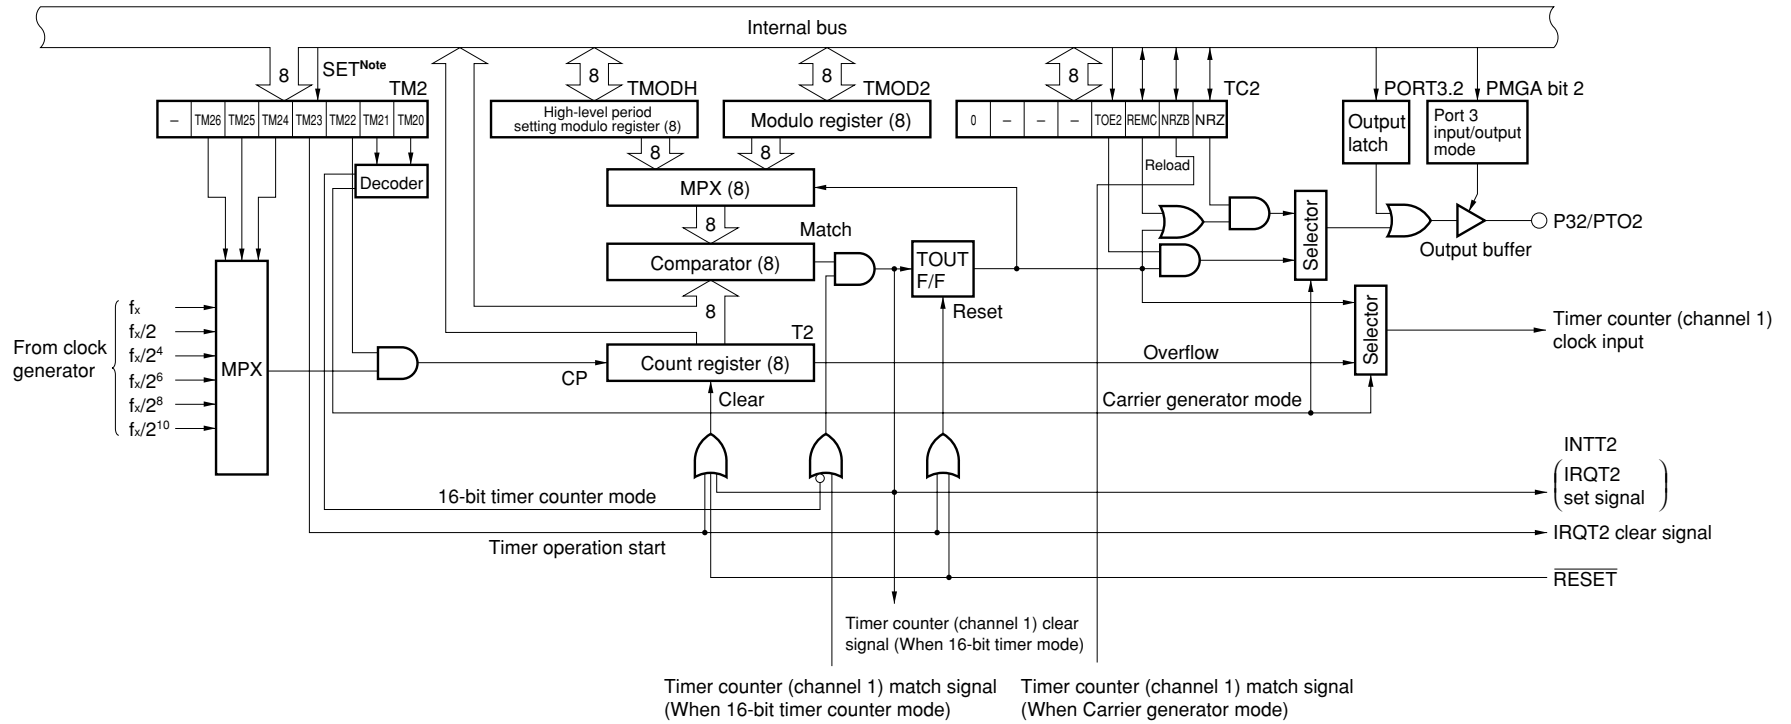 Internal bus
8
SETNote
TM2
8
TMODH
8
TMOD2
8
TC2
PORT3.2
PMGA bit 2
–
TM26
TM25
TM24
TM23
TM22
TM21
TM20
High-level period
setting modulo register (8)
Modulo register (8)
0
–
–
–
TOE2
REMC
NRZB
NRZ
Output
latch
Port 3
input/output
mode
Decoder
8
8
Reload
MPX (8)
8
Match
Comparator (8)
TOUT
F/F
Selector
Output buffer
P32/PTO2
8
Reset
From clock
generator
fX
fX/2
fX/2⁴
fX/2⁶
fX/2⁸
fX/2¹⁰
MPX
CP
T2
Count register (8)
Overflow
Selector
Timer counter (channel 1)
clock input
Clear
Carrier generator mode
16-bit timer counter mode
INTT2
IRQT2
set signal
Timer operation start
IRQT2 clear signal
RESET
Timer counter (channel 1) clear
signal (When 16-bit timer mode)
Timer counter (channel 1) match signal
(When 16-bit timer counter mode)
Timer counter (channel 1) match signal
(When Carrier generator mode)